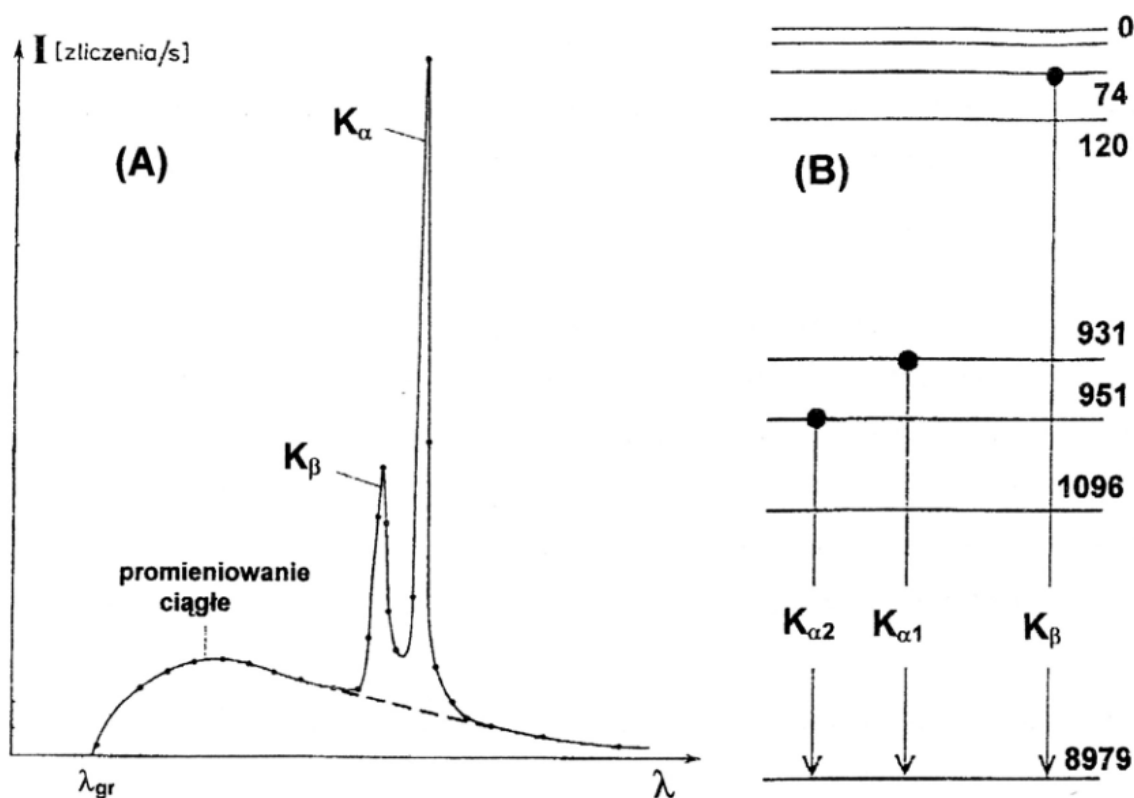 I [zliczenia/s]
(A)
Kα
Kβ
promieniowanie
ciągłe
λgr
λ
(B)
0
74
120
931
951
1096
Kα2
Kα1
Kβ
8979